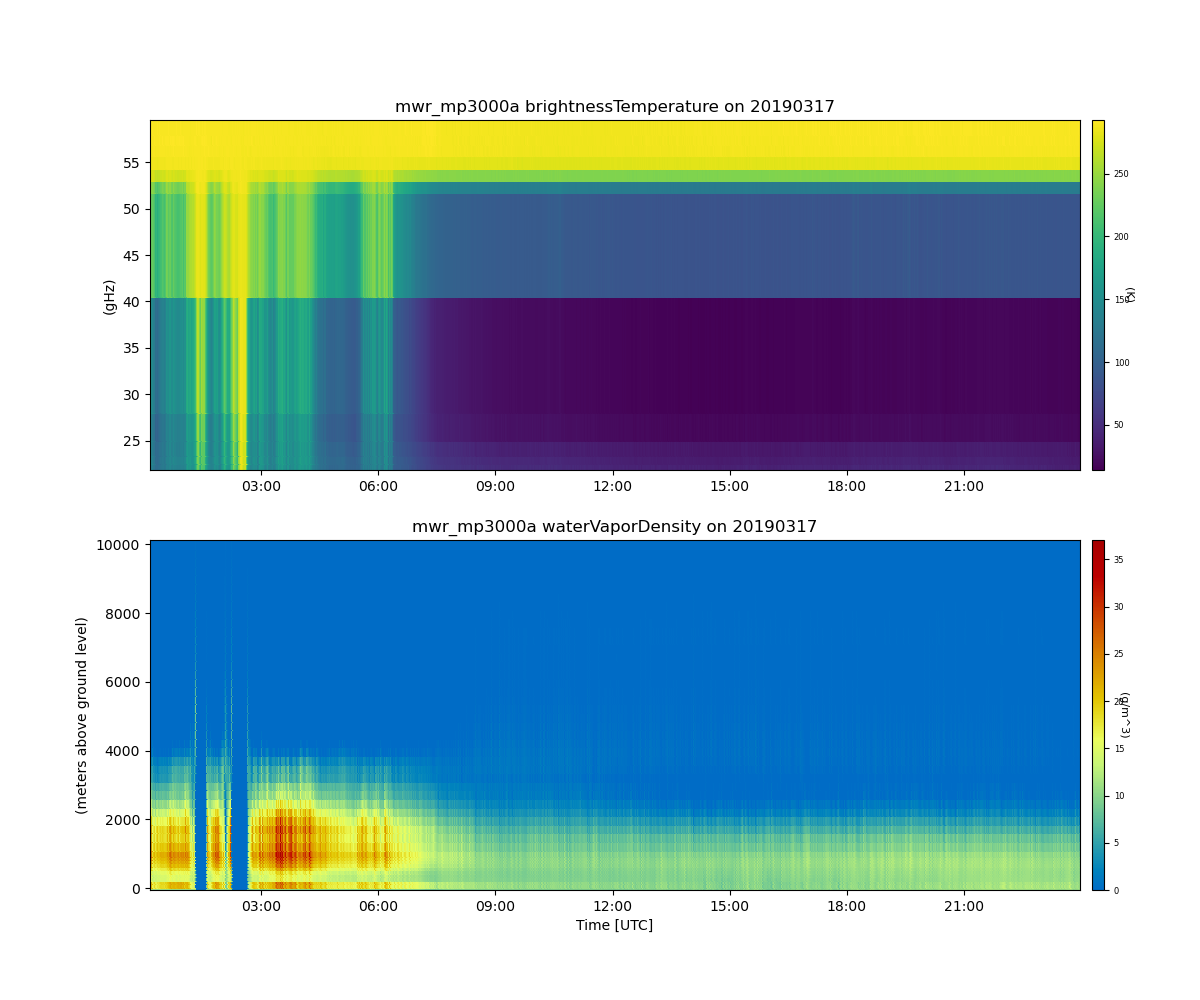 mwr_mp3000a brightnessTemperature on 20190317
55
50
45
40
35
30
25
(gHz)
03:00 06:00 09:00 12:00 15:00 18:00 21:00
250
200
150
100
50
(K)
mwr_mp3000a waterVaporDensity on 20190317
10000
8000
6000
4000
2000
0
(meters above ground level)
03:00 06:00 09:00 12:00 15:00 18:00 21:00
Time [UTC]
35
30
25
20
15
10
5
0
(g/m^3)